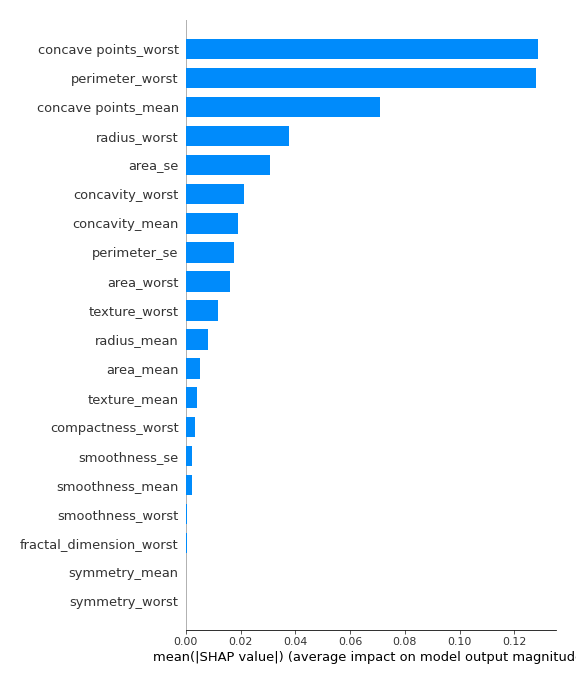 concave points_worst
perimeter_worst
concave points_mean
radius_worst
area_se
concavity_worst
concavity_mean
perimeter_se
area_worst
texture_worst
radius_mean
area_mean
texture_mean
compactness_worst
smoothness_se
smoothness_mean
smoothness_worst
fractal_dimension_worst
symmetry_mean
symmetry_worst
0.00 0.02 0.04 0.06 0.08 0.10 0.12
mean(|SHAP value|) (average impact on model output magnitud